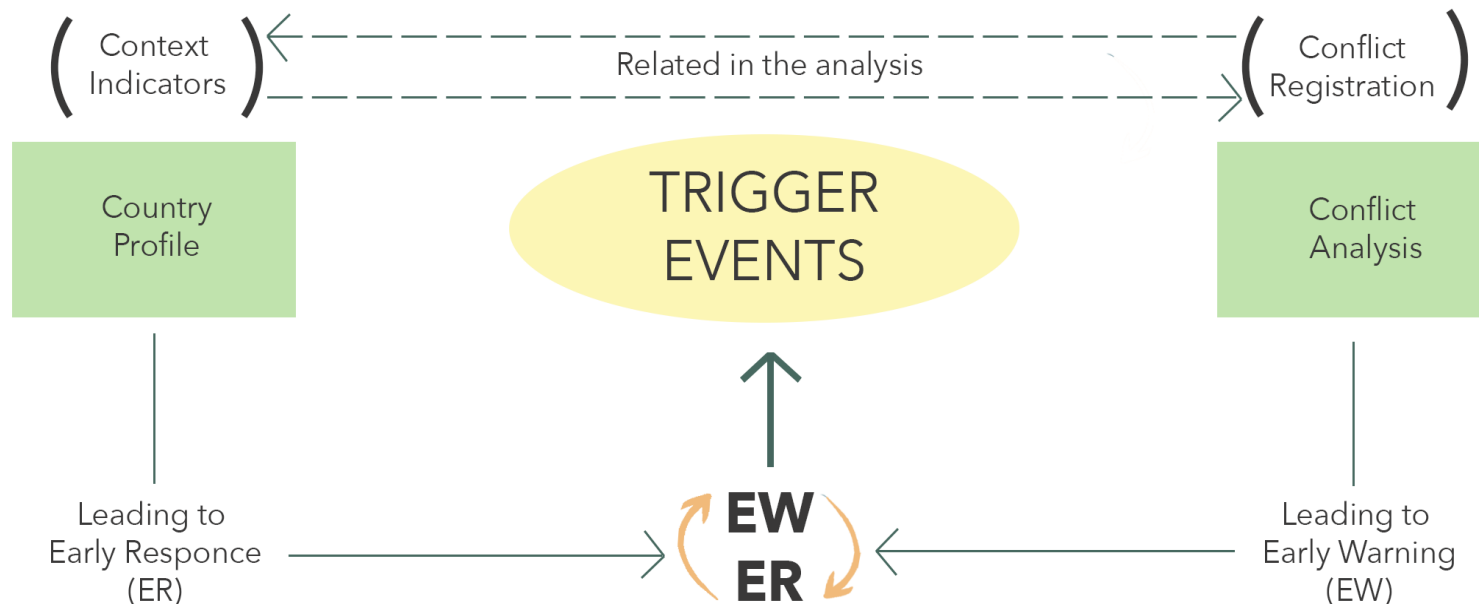 Context
Indicators
Related in the analysis
Conflict
Registration
Country
Profile
TRIGGER
EVENTS
Conflict
Analysis
Leading to
Early Responce
(ER)
EW
ER
Leading to
Early Warning
(EW)